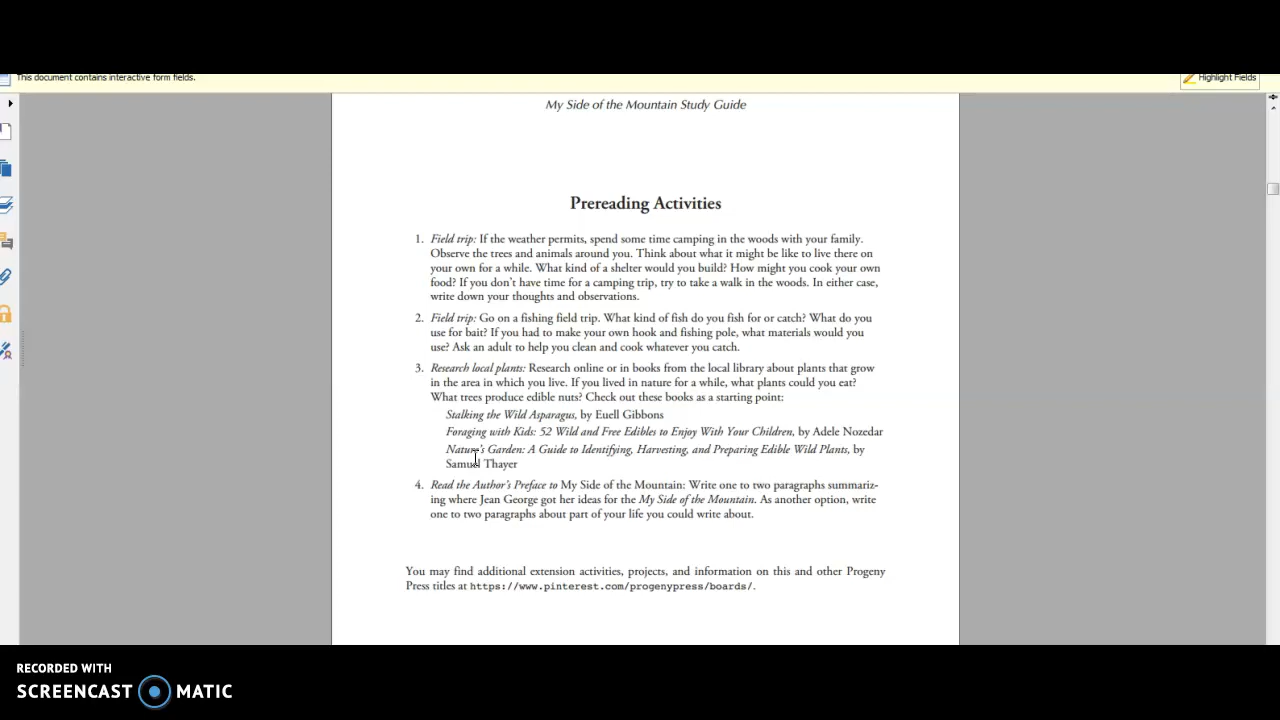 This document contains interactive form fields.
Highlight Fields
My Side of the Mountain Study Guide
Prereading Activities
1. Field trip: If the weather permits, spend some time camping in the woods with your family.
Observe the trees and animals around you. Think about what it might be like to live there on
your own for a while. What kind of a shelter would you build? How might you cook your own
food? If you don't have time for a camping trip, try to take a walk in the woods. In either case,
write down your thoughts and observations.
2. Field trip: Go on a fishing field trip. What kind of fish do you fish for or catch? What do you
use for bait? If you had to make your own hook and fishing pole, what materials would you
use? Ask an adult to help you clean and cook whatever you catch.
3. Research local plants: Research online or in books from the local library about plants that grow
in the area in which you live. If you lived in nature for a while, what plants could you eat?
What trees produce edible nuts? Check out these books as a starting point:
Stalking the Wild Asparagus, by Euell Gibbons
Foraging with Kids: 52 Wild and Free Edibles to Enjoy With Your Children, by Adele Nozedar
Nature's Garden: A Guide to Identifying, Harvesting, and Preparing Edible Wild Plants, by
Samuel Thayer
4. Read the Author's Preface to My Side of the Mountain: Write one to two paragraphs summariz-
ing where Jean George got her ideas for the My Side of the Mountain. As another option, write
one to two paragraphs about part of your life you could write about.
You may find additional extension activities, projects, and information on this and other Progeny
Press titles at https://www.pinterest.com/progenypress/boards/.
RECORDED WITH
SCREENCAST MATIC